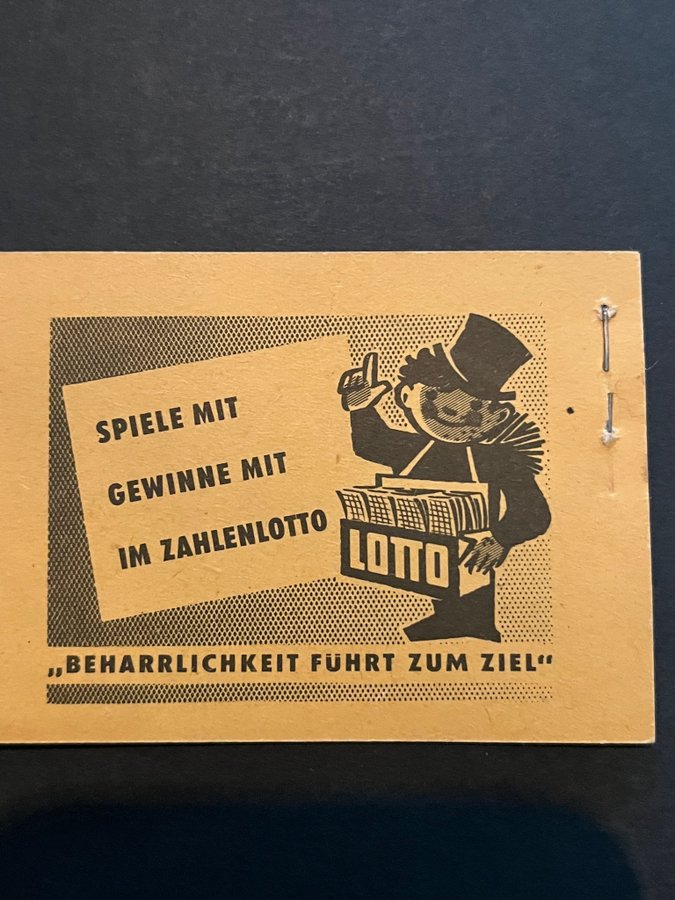 SPIELE MIT
GEWINNE MIT
IM ZAHLENLOTTO
LOTTO
„BEHARRLICHKEIT FÜHRT ZUM ZIEL“